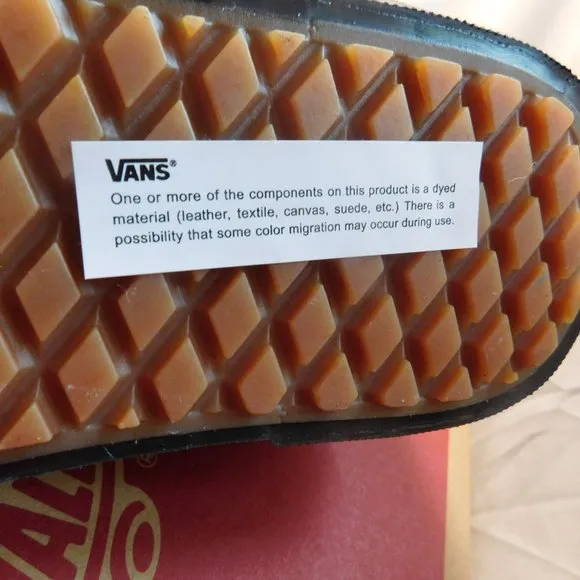 VANS®
One or more of the components on this product is a dyed
material (leather, textile, canvas, suede, etc.) There is a
possibility that some color migration may occur during use.